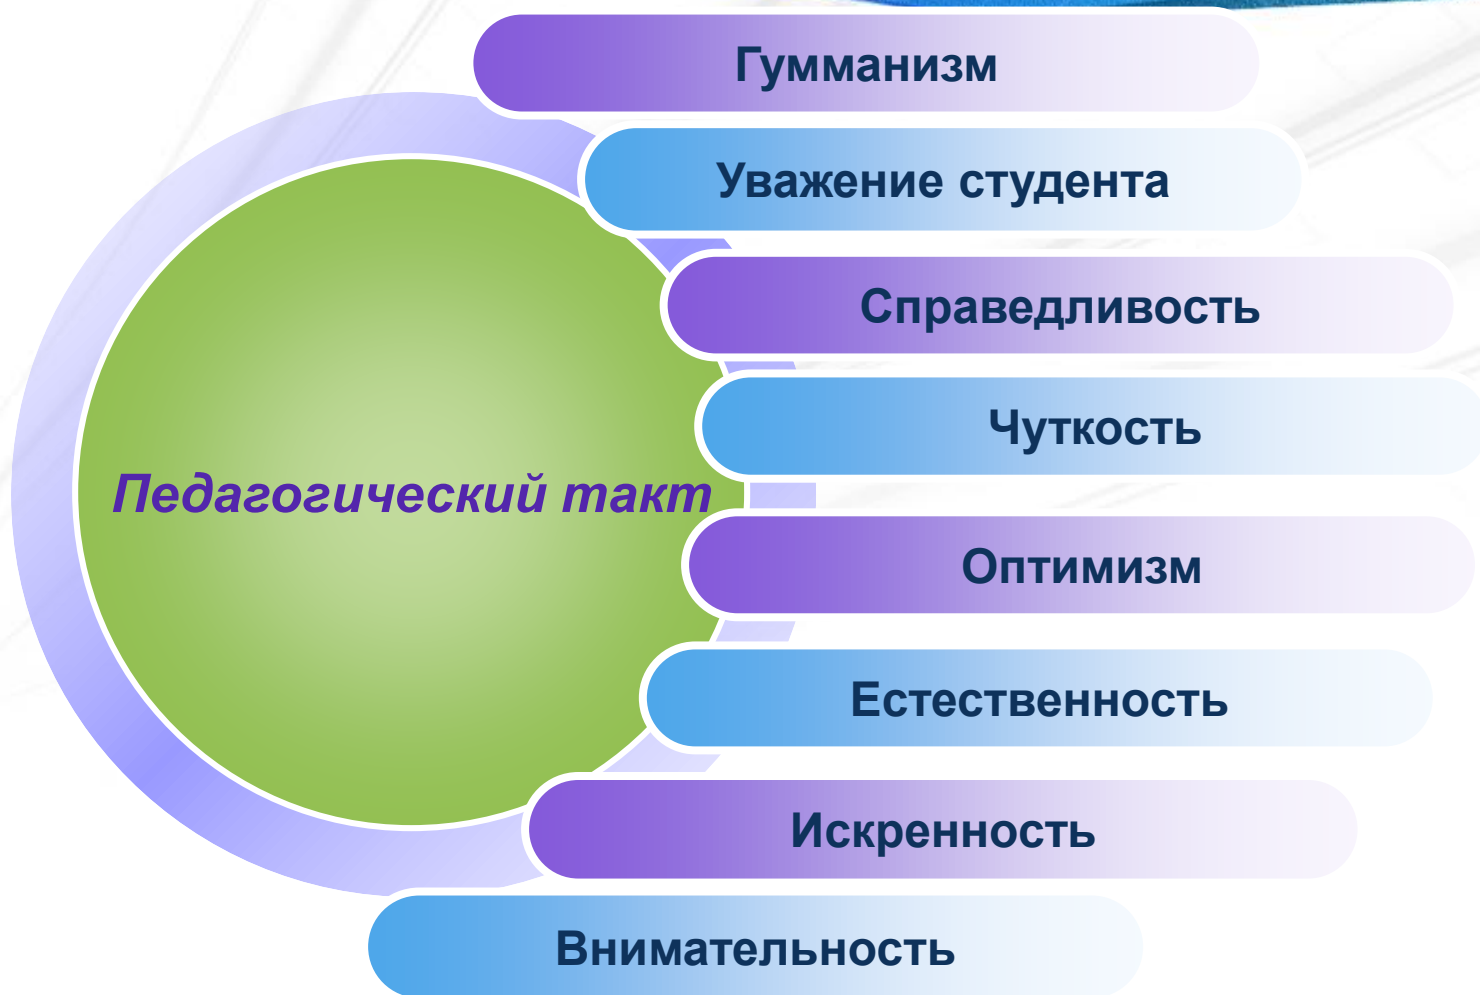 Гумманизм
Уважение студента
Справедливость
Чуткость
Педагогический такт
Оптимизм
Естественность
Искренность
Внимательность